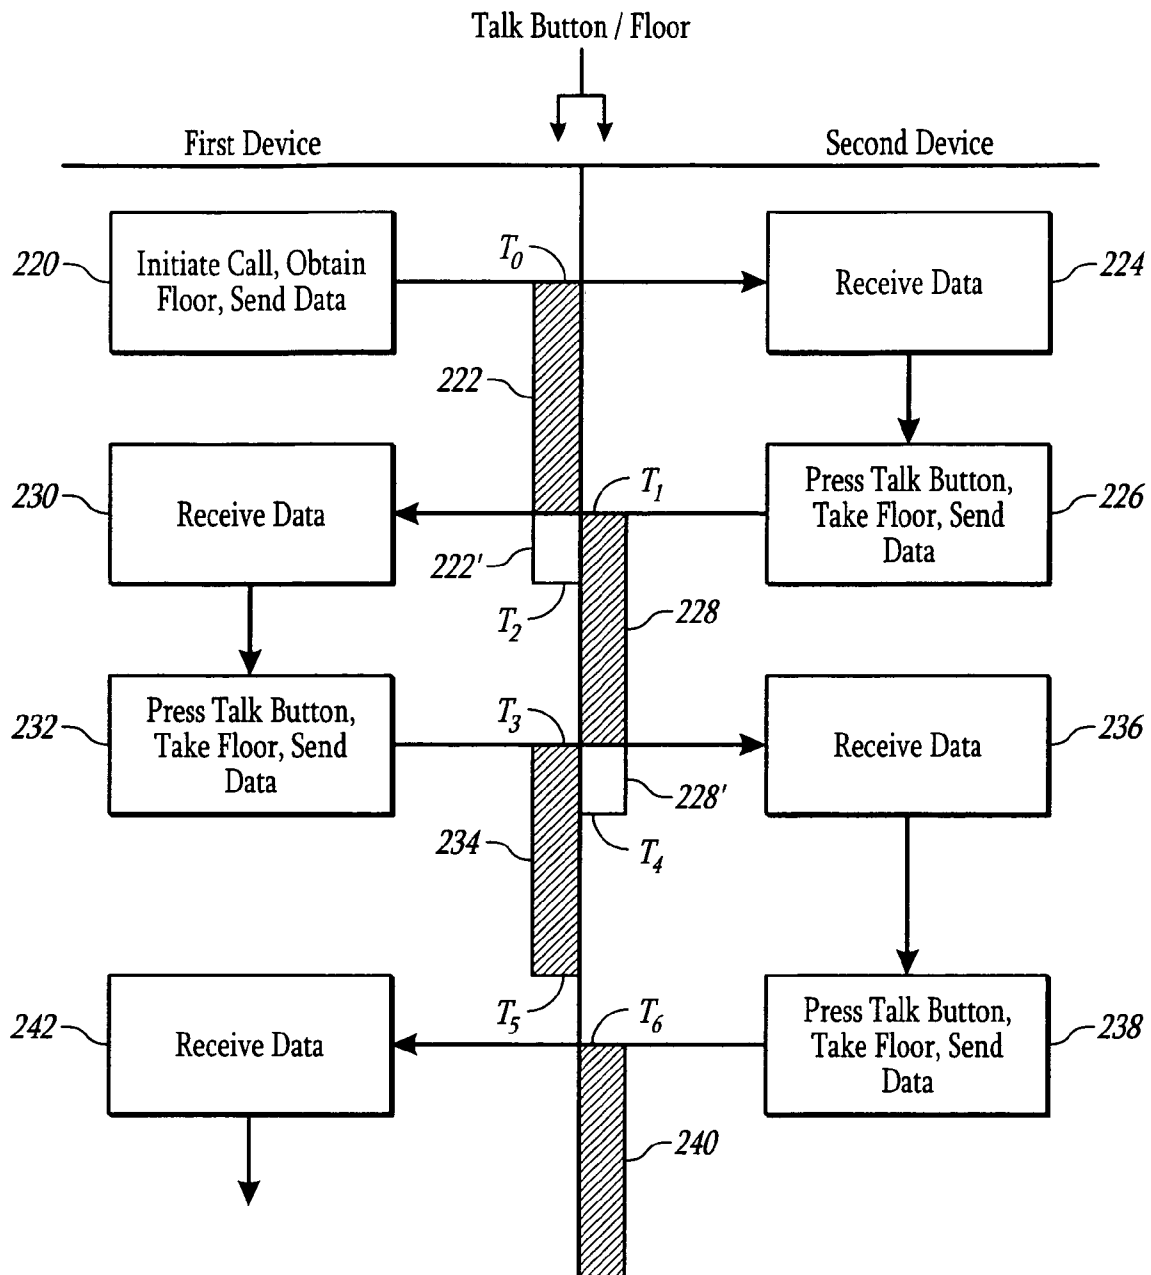 Talk Button / Floor
First Device
Second Device
220
Initiate Call, Obtain
Floor, Send Data
T0
Receive Data
224
222
230
Receive Data
T1
Press Talk Button,
Take Floor, Send
Data
226
222'
T2
228
232
Press Talk Button,
Take Floor, Send
Data
T3
Receive Data
236
228'
234
T4
242
Receive Data
T5
T6
Press Talk Button,
Take Floor, Send
Data
238
240